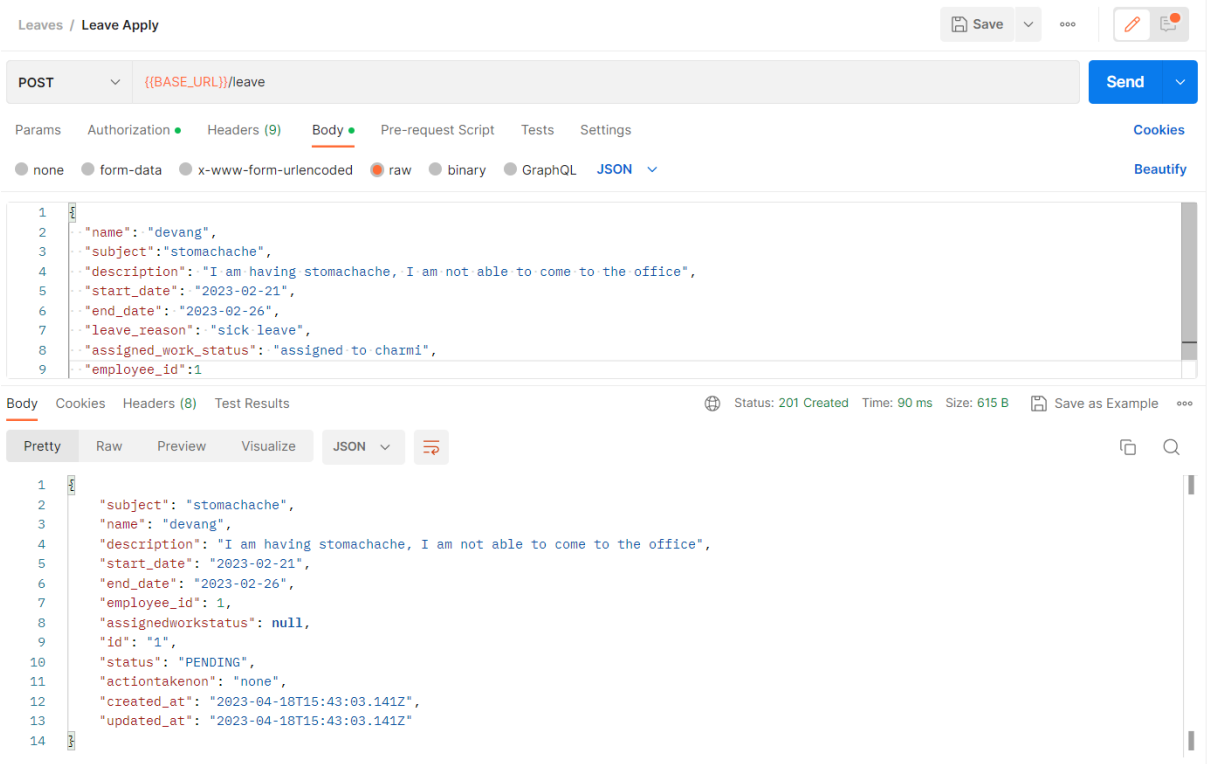 Leaves / Leave Apply
Save
POST
{{BASE_URL}}/leave
Send
Params Authorization Headers (9) Body Pre-request Script Tests Settings Cookies
none form-data x-www-form-urlencoded raw binary GraphQL JSON Beautify
1 {
2 "name": "devang",
3 "subject":"stomachache",
4 "description": "I am having stomachache, I am not able to come to the office",
5 "start_date": "2023-02-21",
6 "end_date": "2023-02-26",
7 "leave_reason": "sick leave",
8 "assigned_work_status": "assigned to charmi",
9 "employee_id":1
Body Cookies Headers (8) Test Results Status: 201 Created Time: 90 ms Size: 615 B Save as Example
Pretty Raw Preview Visualize JSON
1 {
2 "subject": "stomachache",
3 "name": "devang",
4 "description": "I am having stomachache, I am not able to come to the office",
5 "start_date": "2023-02-21",
6 "end_date": "2023-02-26",
7 "employee_id": 1,
8 "assignedworkstatus": null,
9 "id": "1",
10 "status": "PENDING",
11 "actiontakenon": "none",
12 "created_at": "2023-04-18T15:43:03.141Z",
13 "updated_at": "2023-04-18T15:43:03.141Z"
14 }